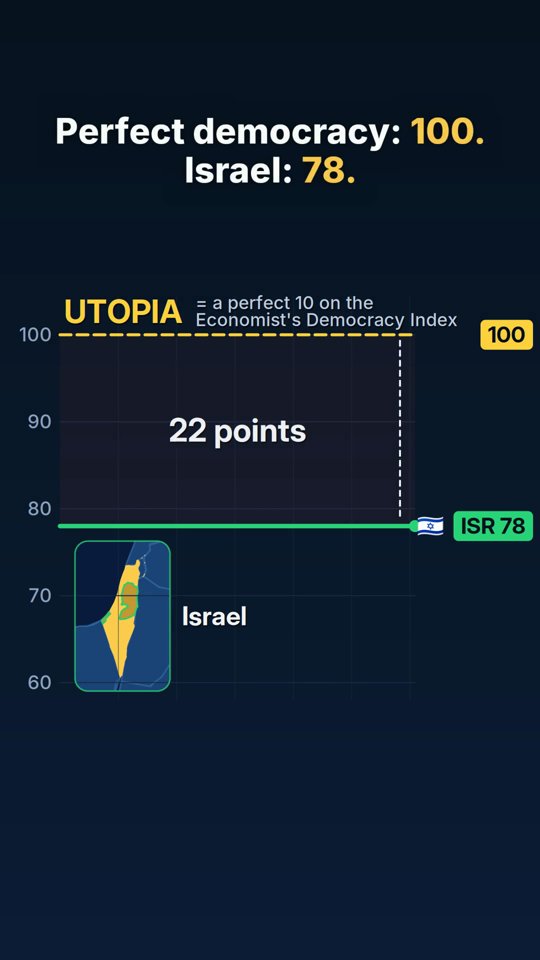 Perfect democracy: 100.
Israel: 78.
UTOPIA = a perfect 10 on the
Economist's Democracy Index
100
100
90
22 points
80
ISR 78
70
Israel
60